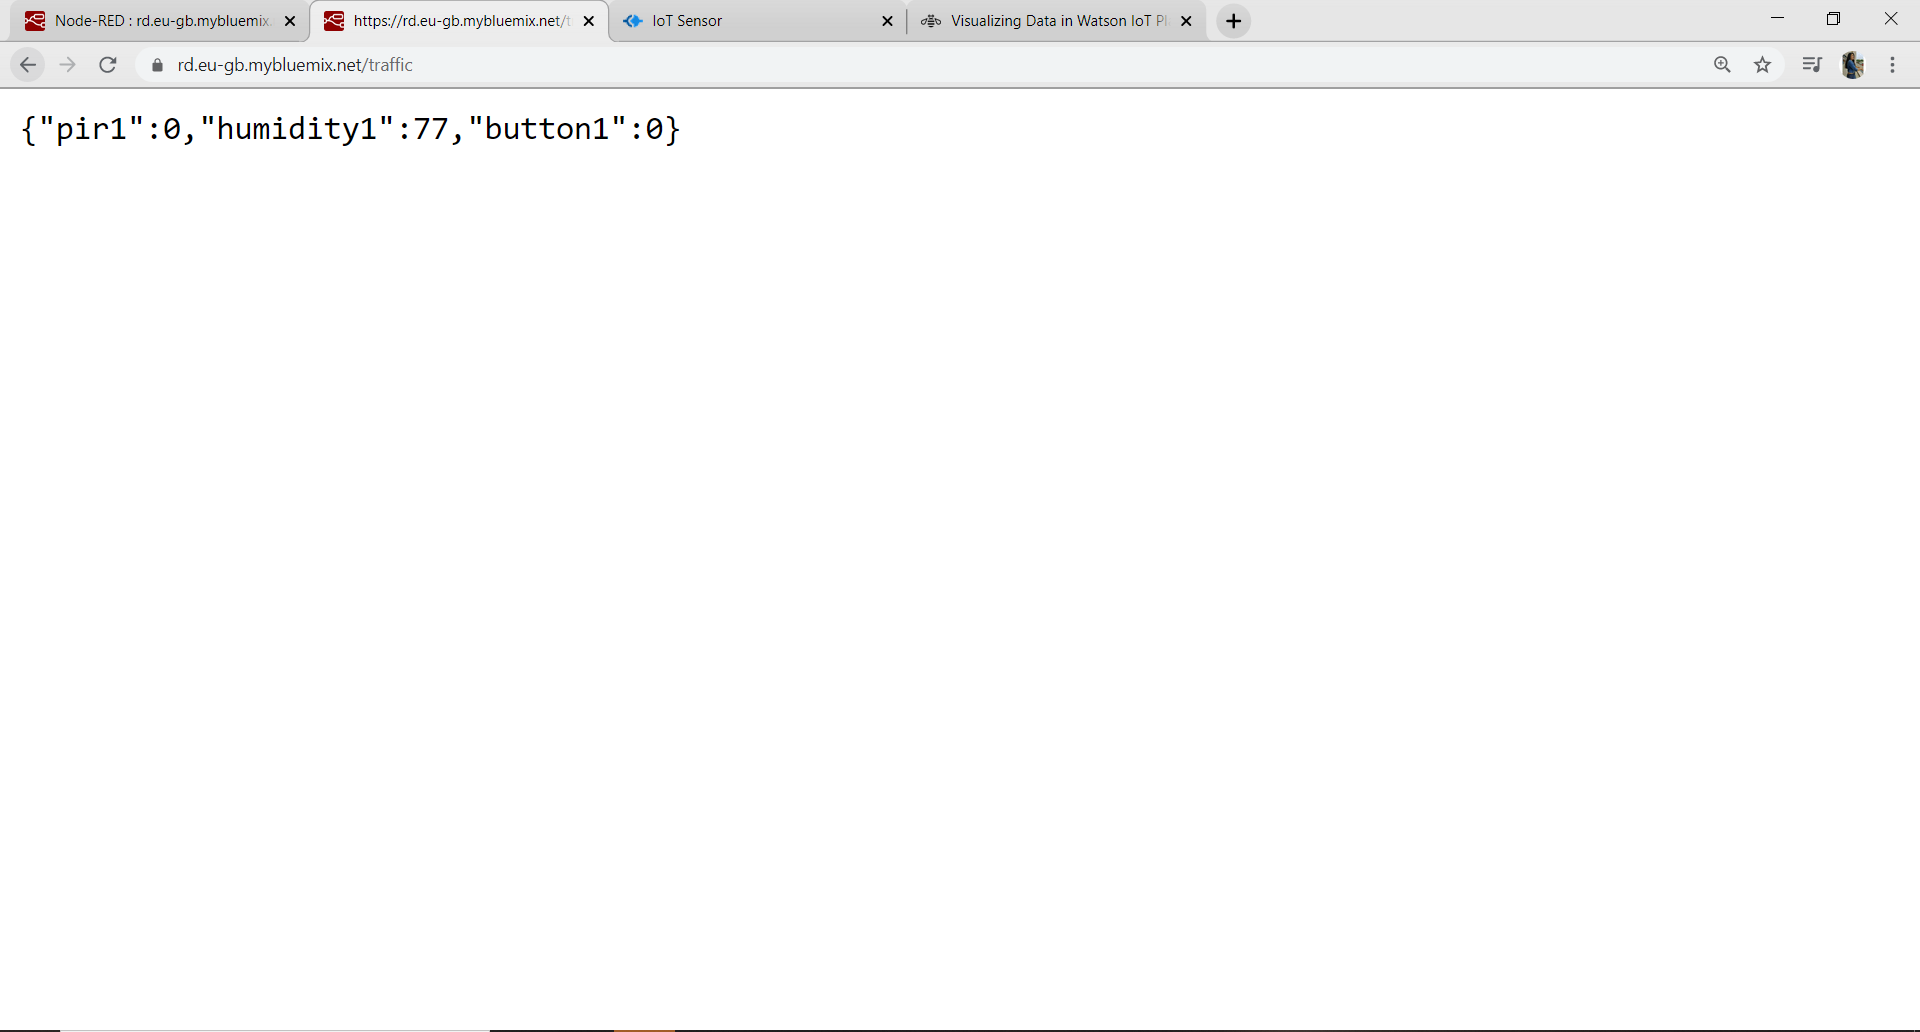 Node-RED : rd.eu-gb.mybluemix.
https://rd.eu-gb.mybluemix.net/t
IoT Sensor
Visualizing Data in Watson IoT Pl
rd.eu-gb.mybluemix.net/traffic
{"pir1":0,"humidity1":77,"button1":0}